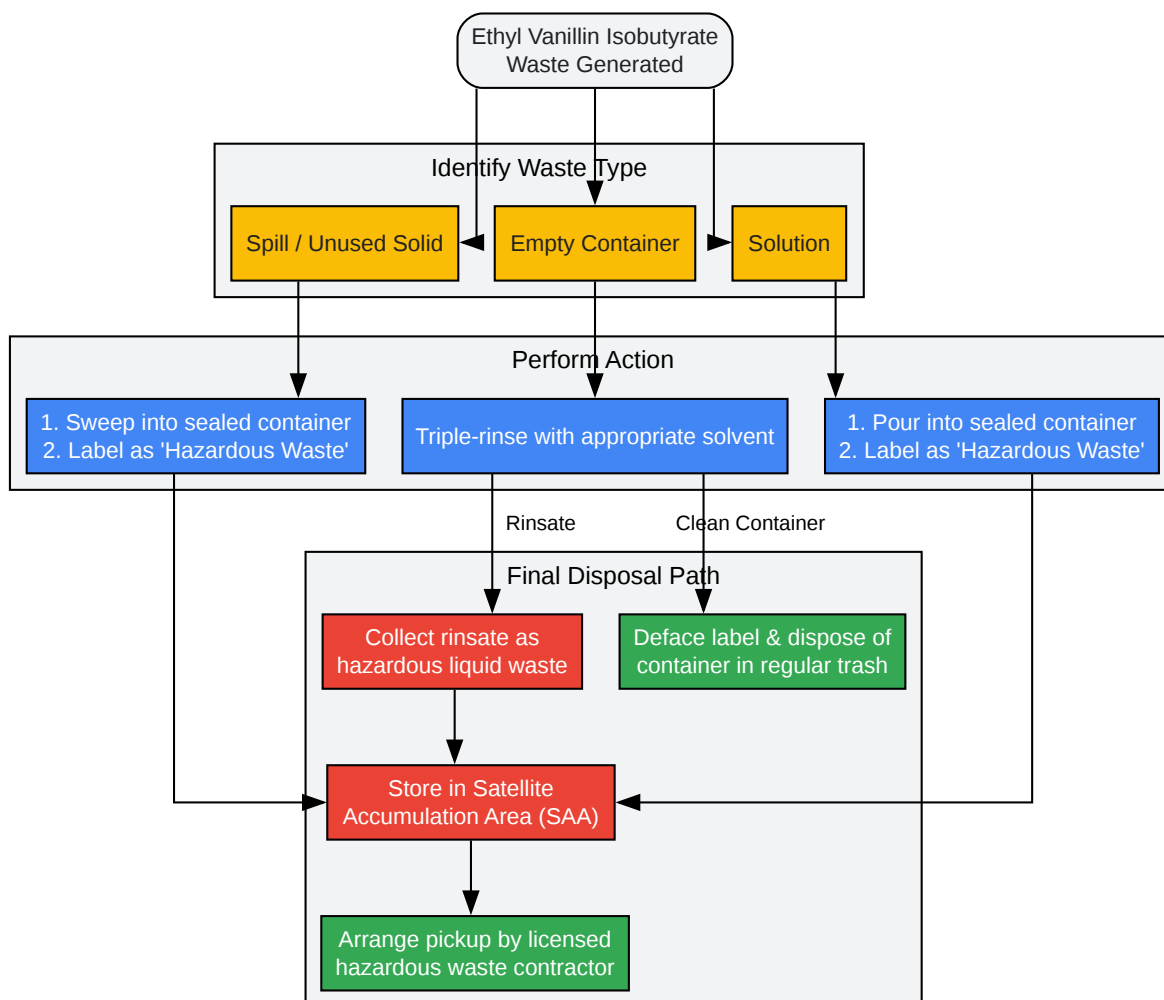 Ethyl Vanillin Isobutyrate
Waste Generated
Identify Waste Type
Spill / Unused Solid
Empty Container
Solution
Perform Action
1. Sweep into sealed container
2. Label as 'Hazardous Waste'
Triple-rinse with appropriate solvent
1. Pour into sealed container
2. Label as 'Hazardous Waste'
Rinsate
Clean Container
Final Disposal Path
Collect rinsate as
hazardous liquid waste
Deface label & dispose of
container in regular trash
Store in Satellite
Accumulation Area (SAA)
Arrange pickup by licensed
hazardous waste contractor